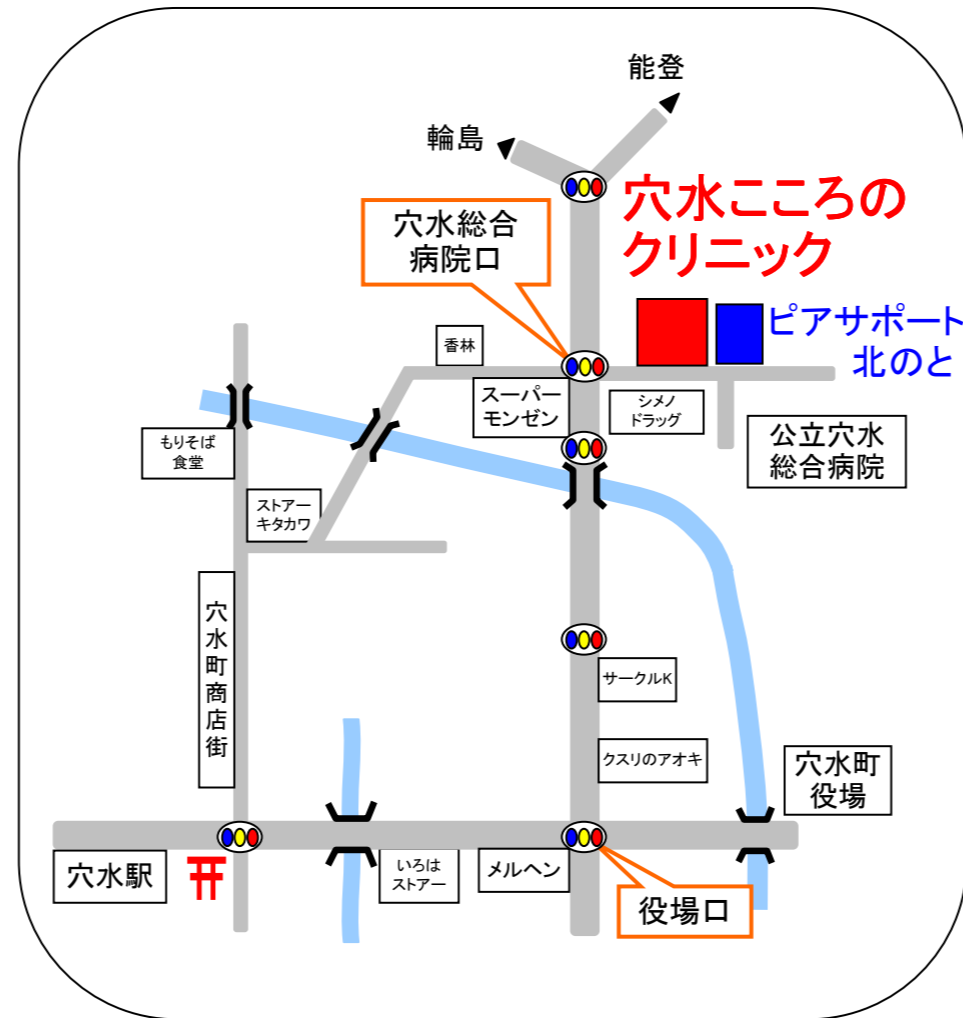 能登
輪島
穴水こころの
クリニック
穴水総合
病院口
ピアサポート
北のと
香林
スーパー
モンゼン
シメノ
ドラッグ
公立穴水
総合病院
もりそば
食堂
ストアー
キタカワ
穴水町商店街
サークルK
クスリのアオキ
穴水町
役場
穴水駅
いろは
ストアー
メルヘン
役場口